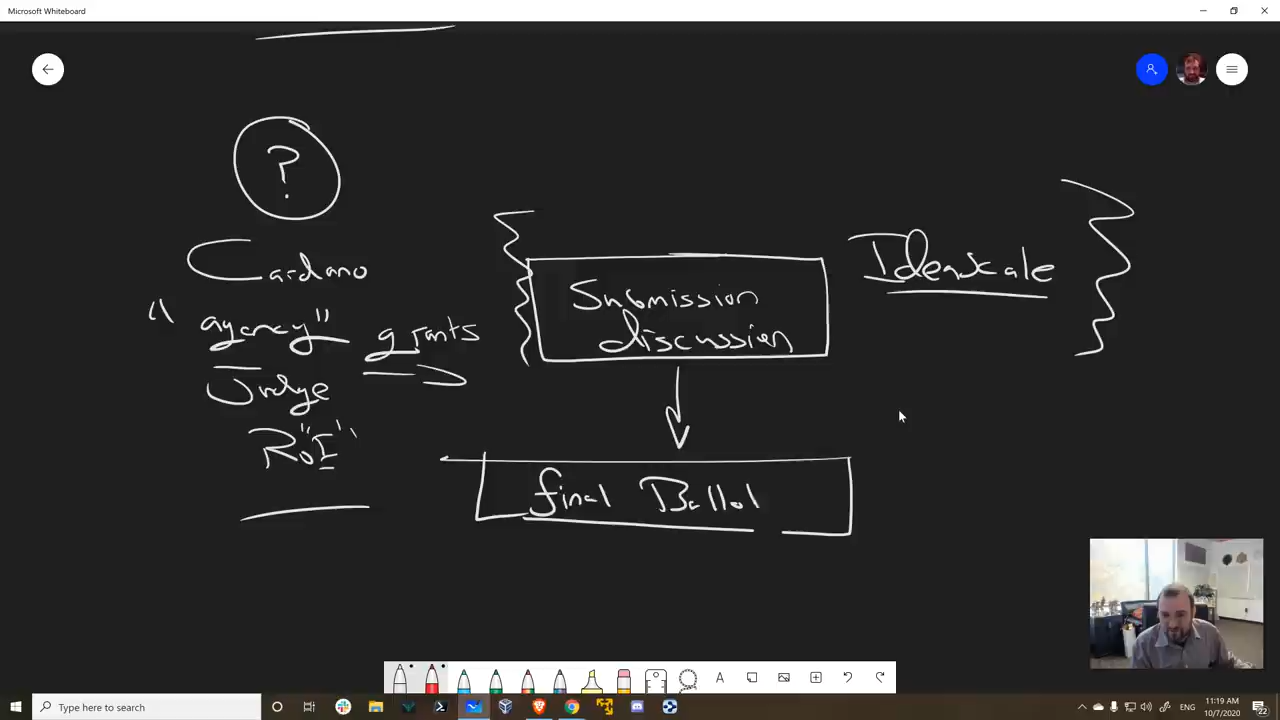 Microsoft Whiteboard
?
Cardano
"agency" grants
Judge
"RoI"
Submission
discussion
Ideascale
final Ballot
A
Type here to search
ENG
11:19 AM
10/7/2020
22